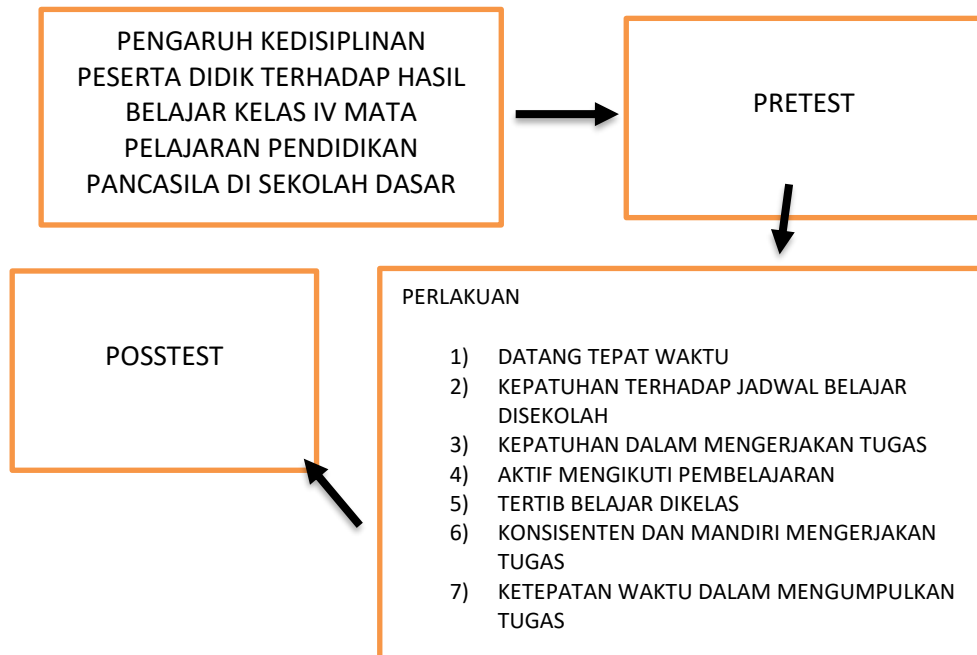 PENGARUH KEDISIPLINAN
PESERTA DIDIK TERHADAP HASIL
BELAJAR KELAS IV MATA
PELAJARAN PENDIDIKAN
PANCASILA DI SEKOLAH DASAR
PRETEST
PERLAKUAN
1) DATANG TEPAT WAKTU
2) KEPATUHAN TERHADAP JADWAL BELAJAR
DISEKOLAH
3) KEPATUHAN DALAM MENGERJAKAN TUGAS
4) AKTIF MENGIKUTI PEMBELAJARAN
5) TERTIB BELAJAR DIKELAS
6) KONSISENTEN DAN MANDIRI MENGERJAKAN
TUGAS
7) KETEPATAN WAKTU DALAM MENGUMPULKAN
TUGAS
POSSTEST